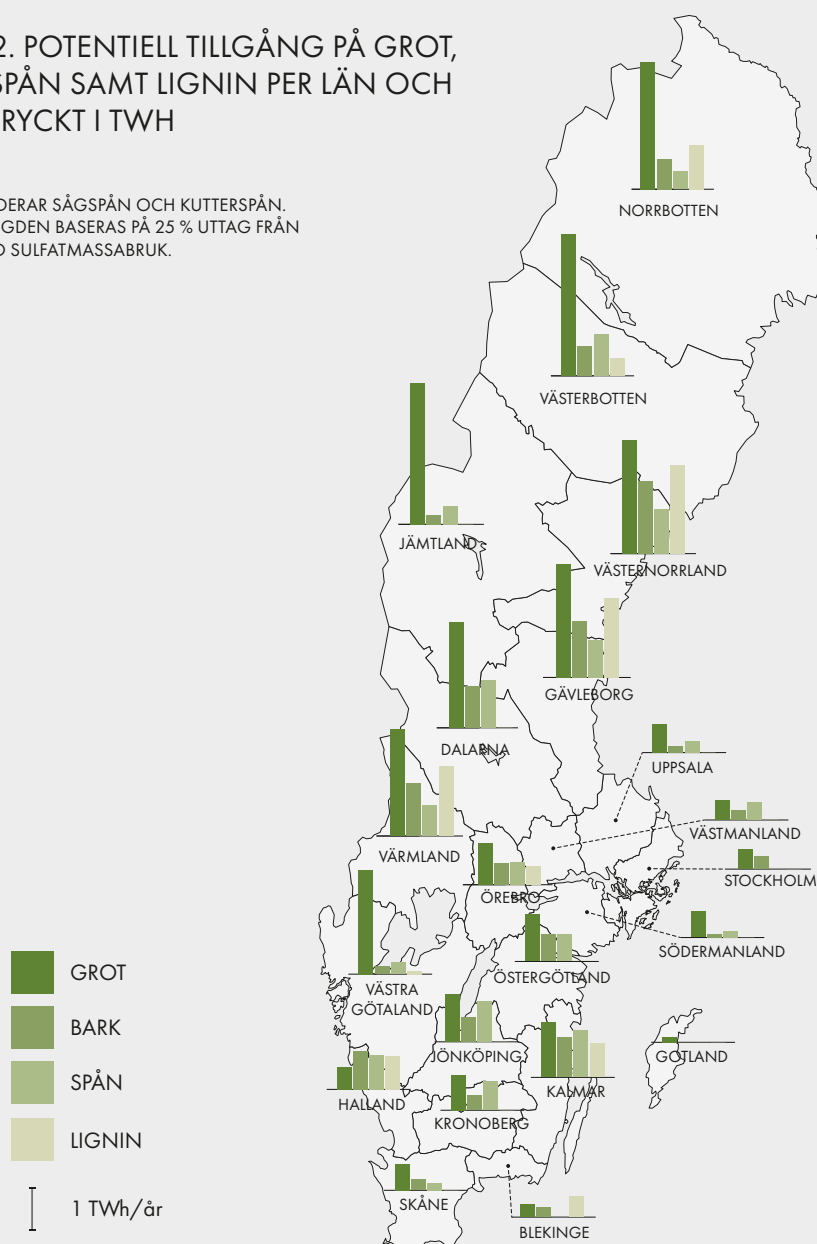 2. POTENTIELL TILLGÅNG PÅ GROT,
SPÅN SAMT LIGNIN PER LÄN OCH
RYCKT I TWH
DERAR SÅGSPÅN OCH KUTTERSPÅN.
GDEN BASERAS PÅ 25 % UTTAG FRÅN
D SULFATMASSABRUK.
NORRBOTTEN
VÄSTERBOTTEN
JÄMTLAND
VÄSTERNORRLAND
GÄVLEBORG
DALARNA
UPPSALA
VÄRMLAND
VÄSTMANLAND
STOCKHOLM
ÖREBRO
SÖDERMANLAND
ÖSTERGÖTLAND
VÄSTRA
GÖTALAND
JÖNKÖPING
GOTLAND
KALMAR
HALLAND
KRONOBERG
SKÅNE
BLEKINGE
GROT
BARK
SPÅN
LIGNIN
1 TWh/år